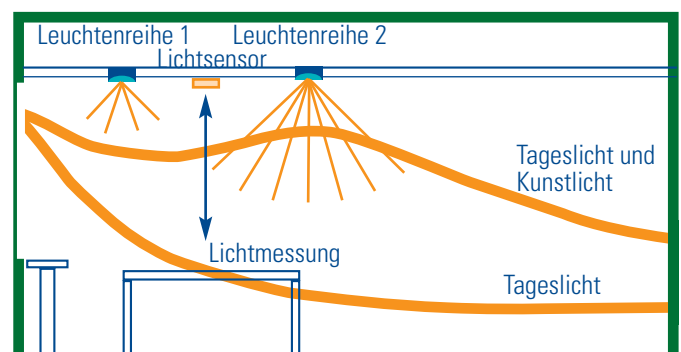 Leuchtenreihe 1
Leuchtenreihe 2
Lichtsensor
Tageslicht und
Kunstlicht
Lichtmessung
Tageslicht